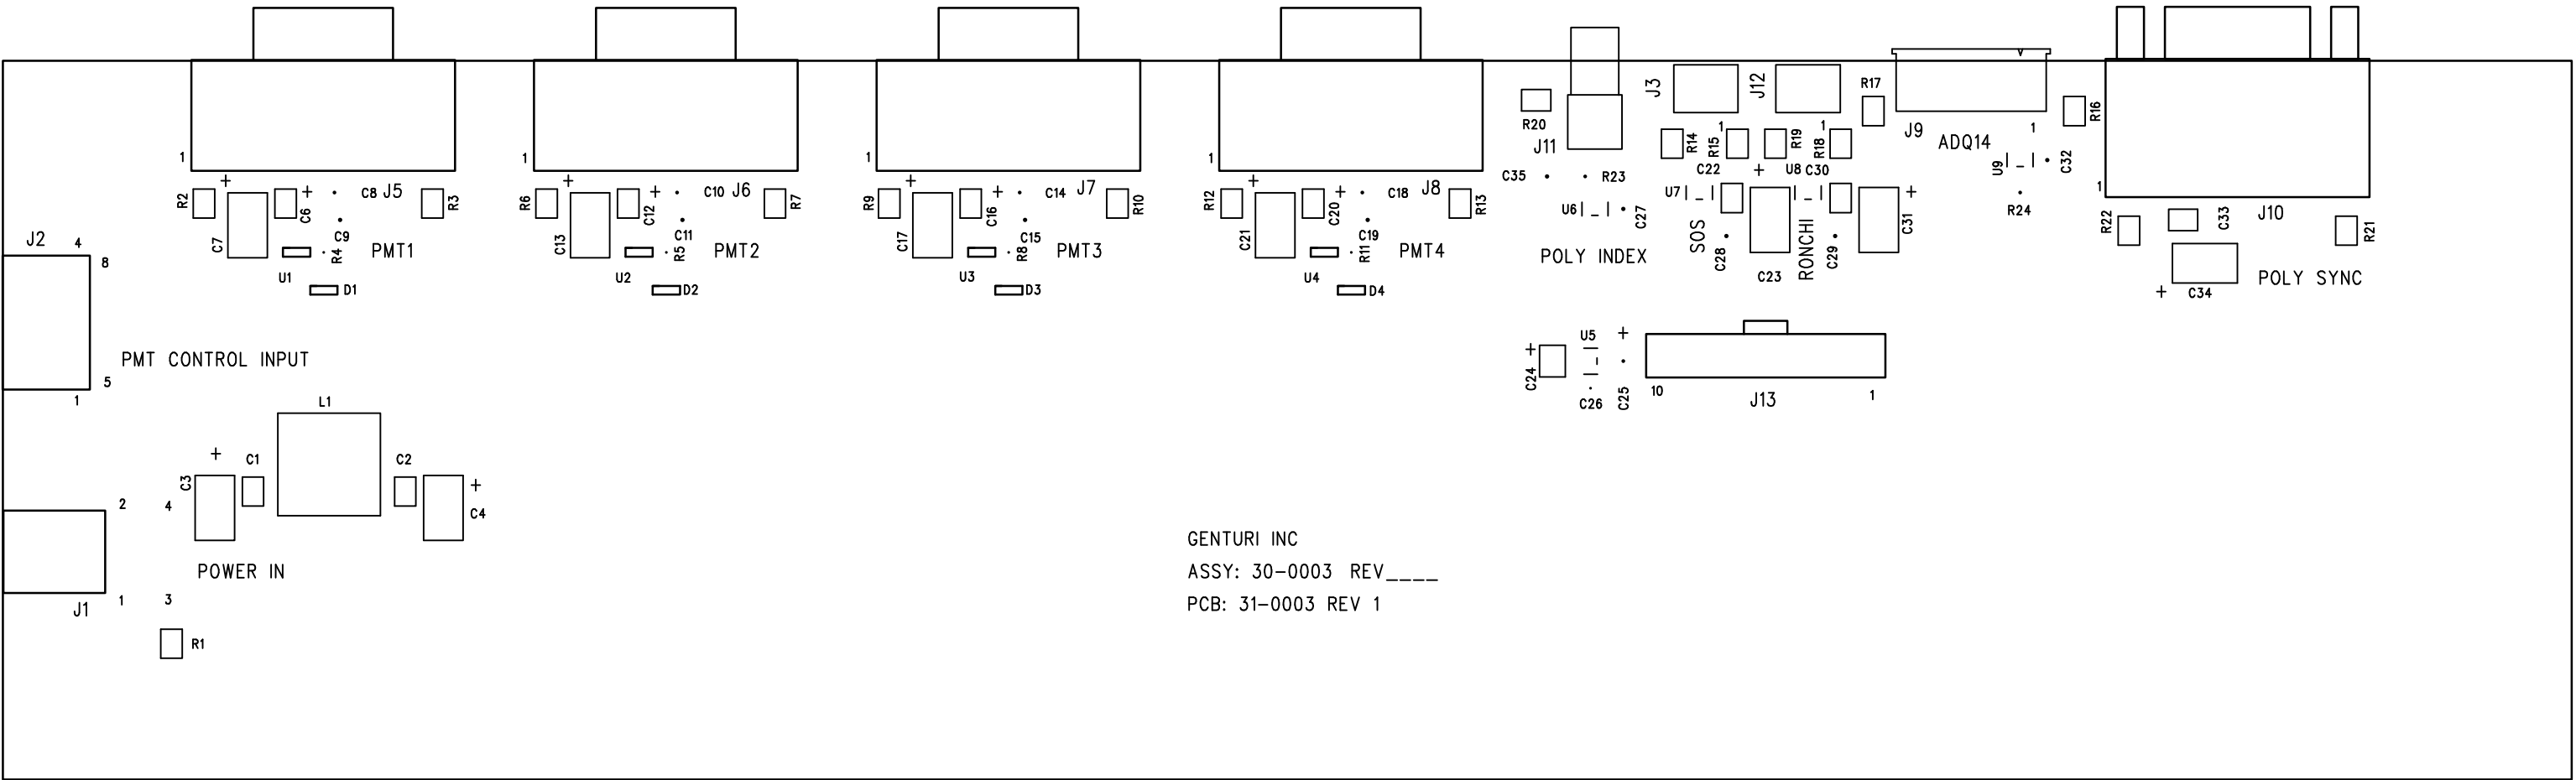 J3
J12
R17
R20
J11
R14
1
R15
R19
1
R18
J9
ADQ14
1
R16
1
1
1
1
U9
C32
C35
R23
C22
+
U8
C30
1
R2
+
C6
+
C8
J5
R3
R6
+
C12
+
C10
J6
R7
R9
+
C16
+
C14
J7
R10
R12
+
C20
+
C18
J8
R13
U7
U6
C27
+
C31
R24
R22
C33
J10
R21
C7
C9
R4
PMT1
C13
C11
R5
PMT2
C17
C15
R8
PMT3
C21
C19
R11
PMT4
POLY INDEX
SOS
C28
C23
RONCHI
C29
J2
4
8
U1
D1
U2
D2
U3
D3
U4
D4
+
C34
POLY SYNC
PMT CONTROL INPUT
5
1
+
C24
U5
+
C26
C25
10
J13
1
L1
+
C3
C1
C2
+
C4
2
4
POWER IN
J1
1
3
R1
GENTURI INC
ASSY: 30-0003 REV____
PCB: 31-0003 REV 1